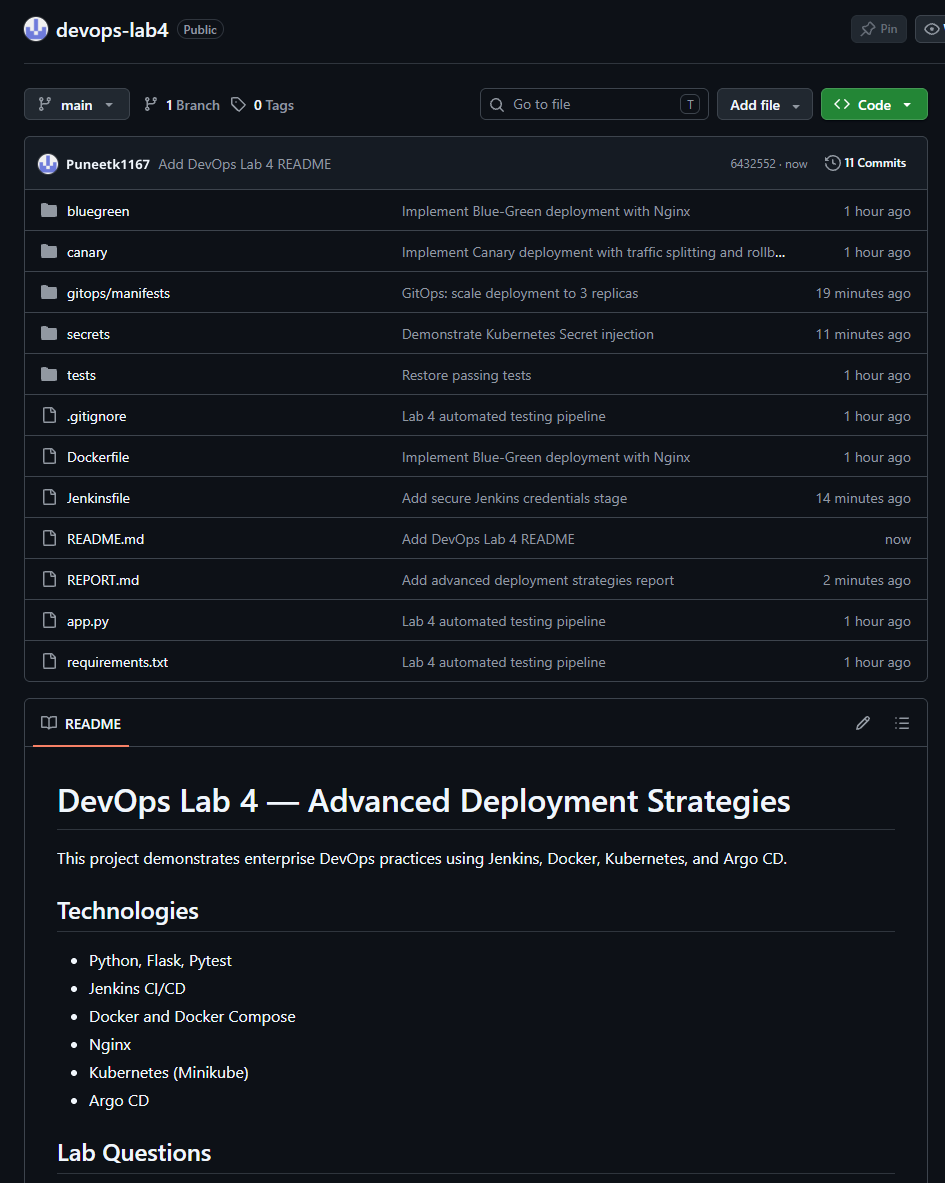 devops-lab4 Public Pin
main 1 Branch 0 Tags Go to file T Add file Code
Puneetk1167 Add DevOps Lab 4 README 6432552 · now 11 Commits
bluegreen Implement Blue-Green deployment with Nginx 1 hour ago
canary Implement Canary deployment with traffic splitting and rollb... 1 hour ago
gitops/manifests GitOps: scale deployment to 3 replicas 19 minutes ago
secrets Demonstrate Kubernetes Secret injection 11 minutes ago
tests Restore passing tests 1 hour ago
.gitignore Lab 4 automated testing pipeline 1 hour ago
Dockerfile Implement Blue-Green deployment with Nginx 1 hour ago
Jenkinsfile Add secure Jenkins credentials stage 14 minutes ago
README.md Add DevOps Lab 4 README now
REPORT.md Add advanced deployment strategies report 2 minutes ago
app.py Lab 4 automated testing pipeline 1 hour ago
requirements.txt Lab 4 automated testing pipeline 1 hour ago
README
DevOps Lab 4 — Advanced Deployment Strategies
This project demonstrates enterprise DevOps practices using Jenkins, Docker, Kubernetes, and Argo CD.
Technologies
• Python, Flask, Pytest
• Jenkins CI/CD
• Docker and Docker Compose
• Nginx
• Kubernetes (Minikube)
• Argo CD
Lab Questions